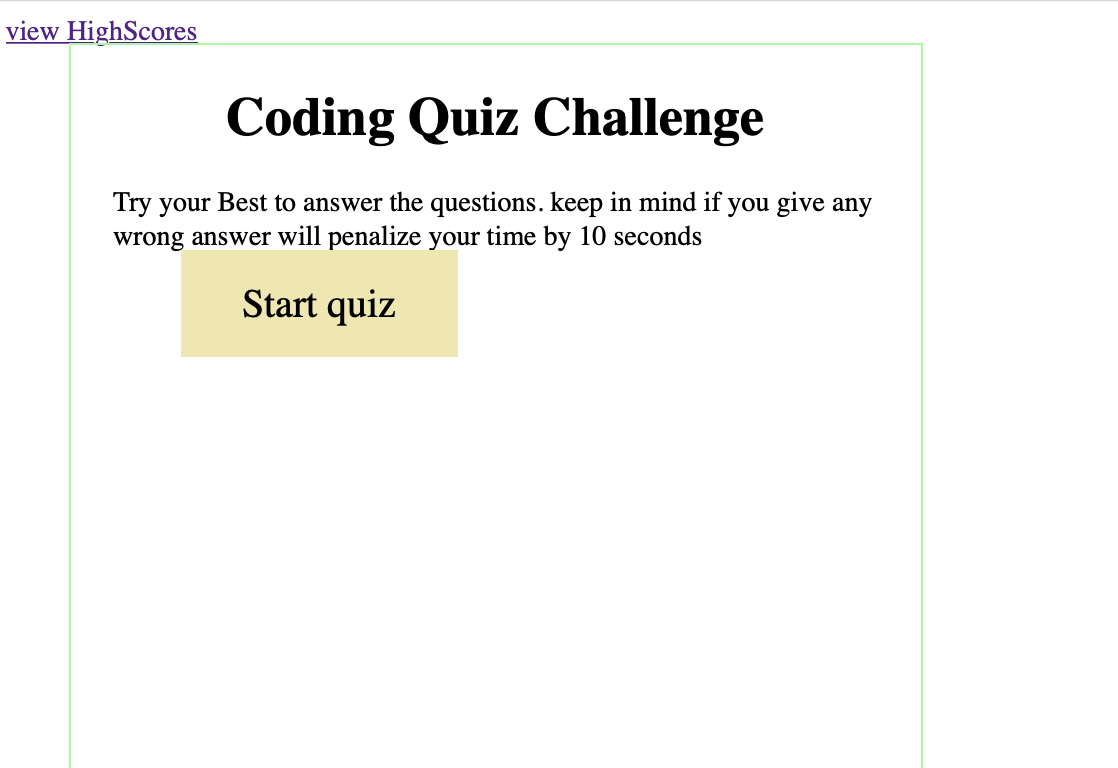 view HighScores
Coding Quiz Challenge
Try your Best to answer the questions. keep in mind if you give any
wrong answer will penalize your time by 10 seconds
Start quiz